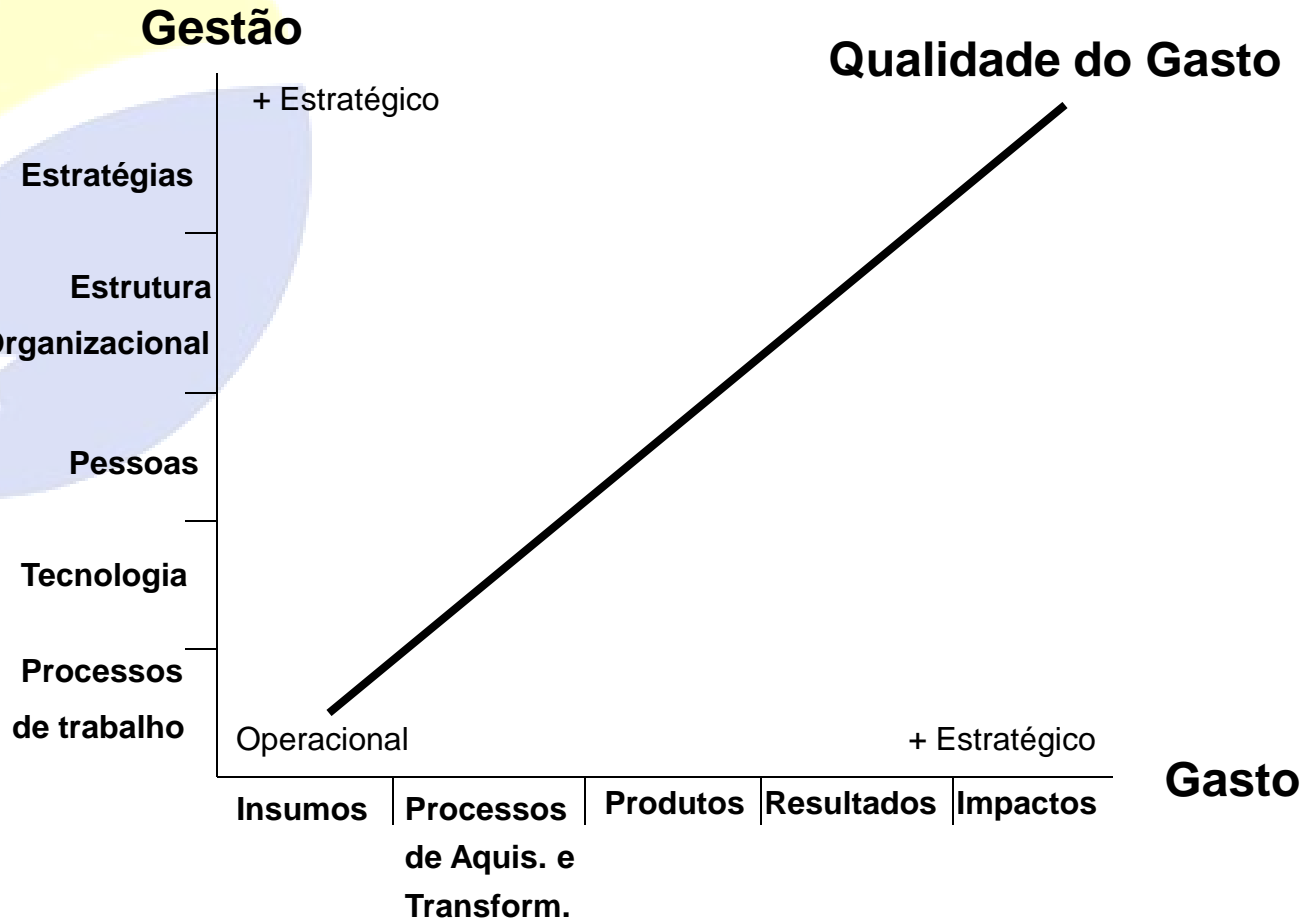 Gestão
Qualidade do Gasto
+ Estratégico
Estratégias
Estrutura
Organizacional
Pessoas
Tecnologia
Processos
de trabalho
Operacional
+ Estratégico
Gasto
Insumos
Processos
de Aquis. e
Transform.
Produtos
Resultados
Impactos